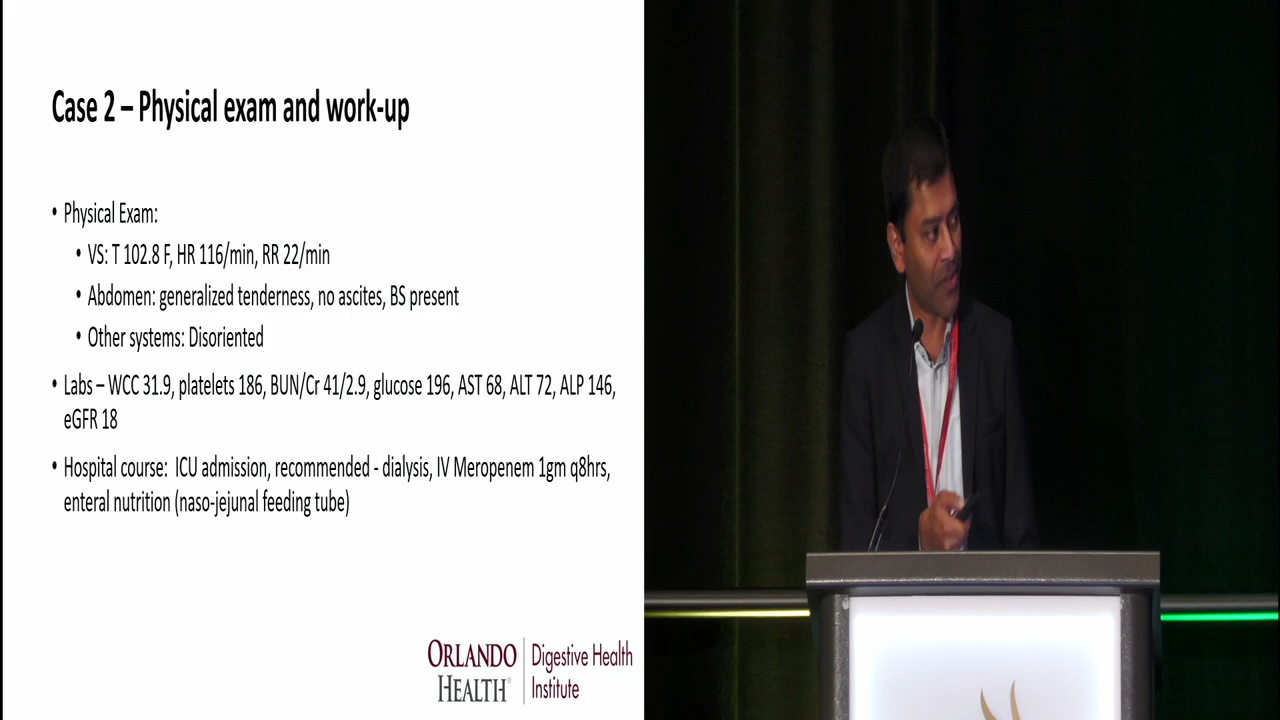 Case 2 – Physical exam and work-up
• Physical Exam:
• VS: T 102.8 F, HR 116/min, RR 22/min
• Abdomen: generalized tenderness, no ascites, BS present
• Other systems: Disoriented
• Labs – WCC 31.9, platelets 186, BUN/Cr 41/2.9, glucose 196, AST 68, ALT 72, ALP 146,
eGFR 18
• Hospital course: ICU admission, recommended - dialysis, IV Meropenem 1gm q8hrs,
enteral nutrition (naso-jejunal feeding tube)
ORLANDO
HEALTH®
Digestive Health
Institute